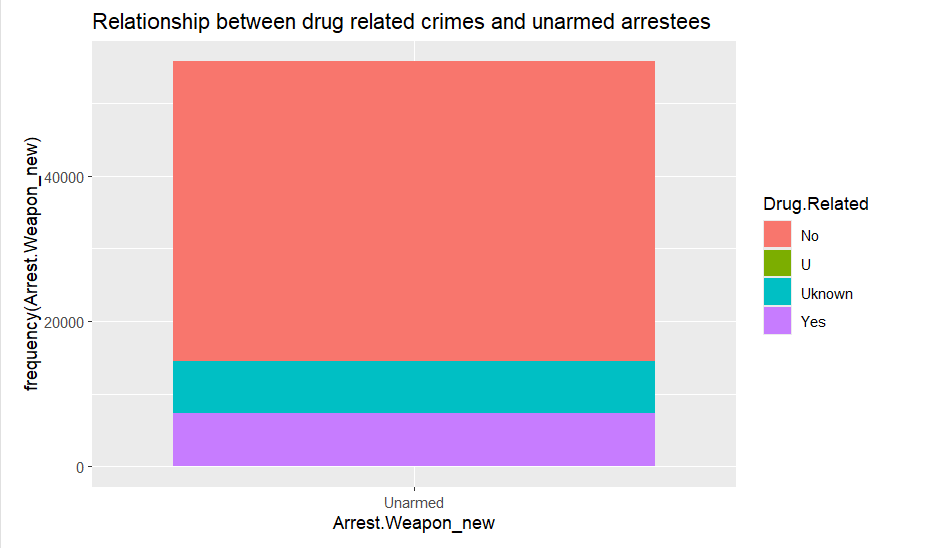 Relationship between drug related crimes and unarmed arrestees
frequency(Arrest.Weapon_new)
40000
20000
0
Unarmed
Arrest.Weapon_new
Drug.Related
No
U
Uknown
Yes